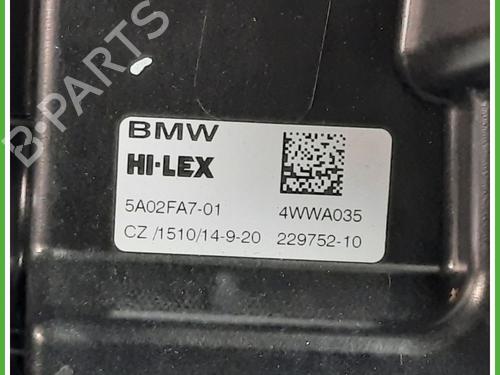 B-PARTS
BMW
HI-LEX
5A02FA7-01 4WWA035
CZ /1510/14-9-20 229752-10